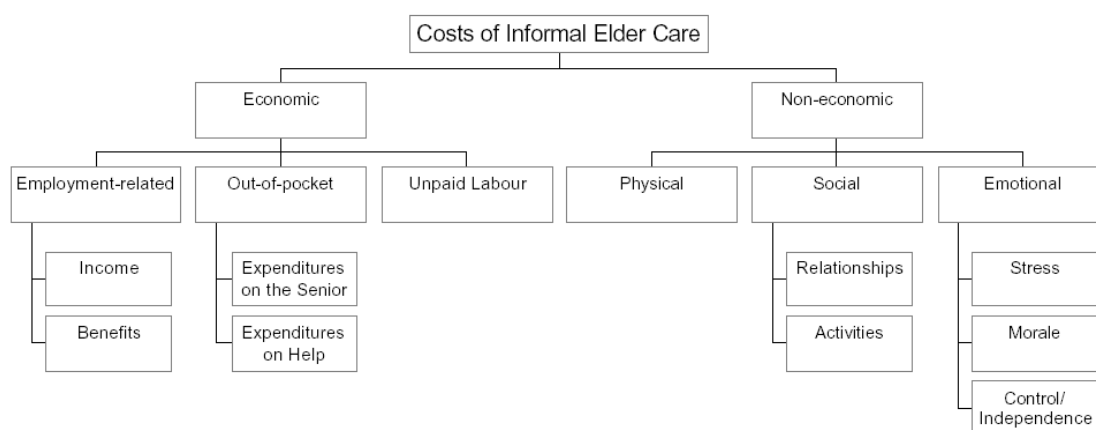 Costs of Informal Elder Care
Economic
Non-economic
Employment-related
Out-of-pocket
Unpaid Labour
Physical
Social
Emotional
Income
Expenditures
on the Senior
Relationships
Stress
Benefits
Expenditures
on Help
Activities
Morale
Control/
Independence